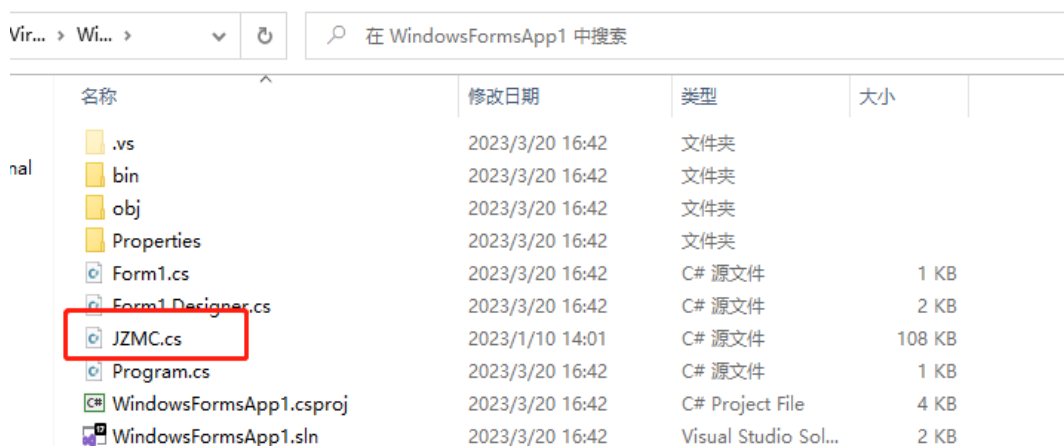 Vir... › Wi... ›
在 WindowsFormsApp1 中搜索
名称 修改日期 类型 大小
nal
.vs 2023/3/20 16:42 文件夹
bin 2023/3/20 16:42 文件夹
obj 2023/3/20 16:42 文件夹
Properties 2023/3/20 16:42 文件夹
Form1.cs 2023/3/20 16:42 C# 源文件 1 KB
Form1.Designer.cs 2023/3/20 16:42 C# 源文件 2 KB
JZMC.cs 2023/1/10 14:01 C# 源文件 108 KB
Program.cs 2023/3/20 16:42 C# 源文件 1 KB
C# WindowsFormsApp1.csproj 2023/3/20 16:42 C# Project File 4 KB
WindowsFormsApp1.sln 2023/3/20 16:42 Visual Studio Sol... 2 KB